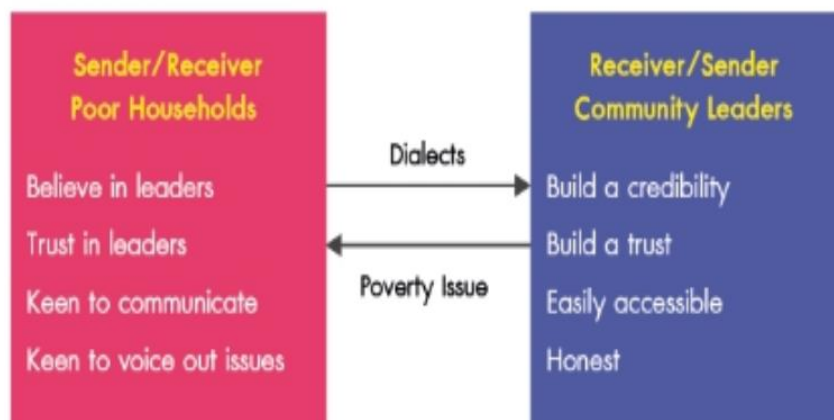 Sender/Receiver
Poor Households
Believe in leaders
Trust in leaders
Keen to communicate
Keen to voice out issues
Dialects
Poverty Issue
Receiver/Sender
Community Leaders
Build a credibility
Build a trust
Easily accessible
Honest